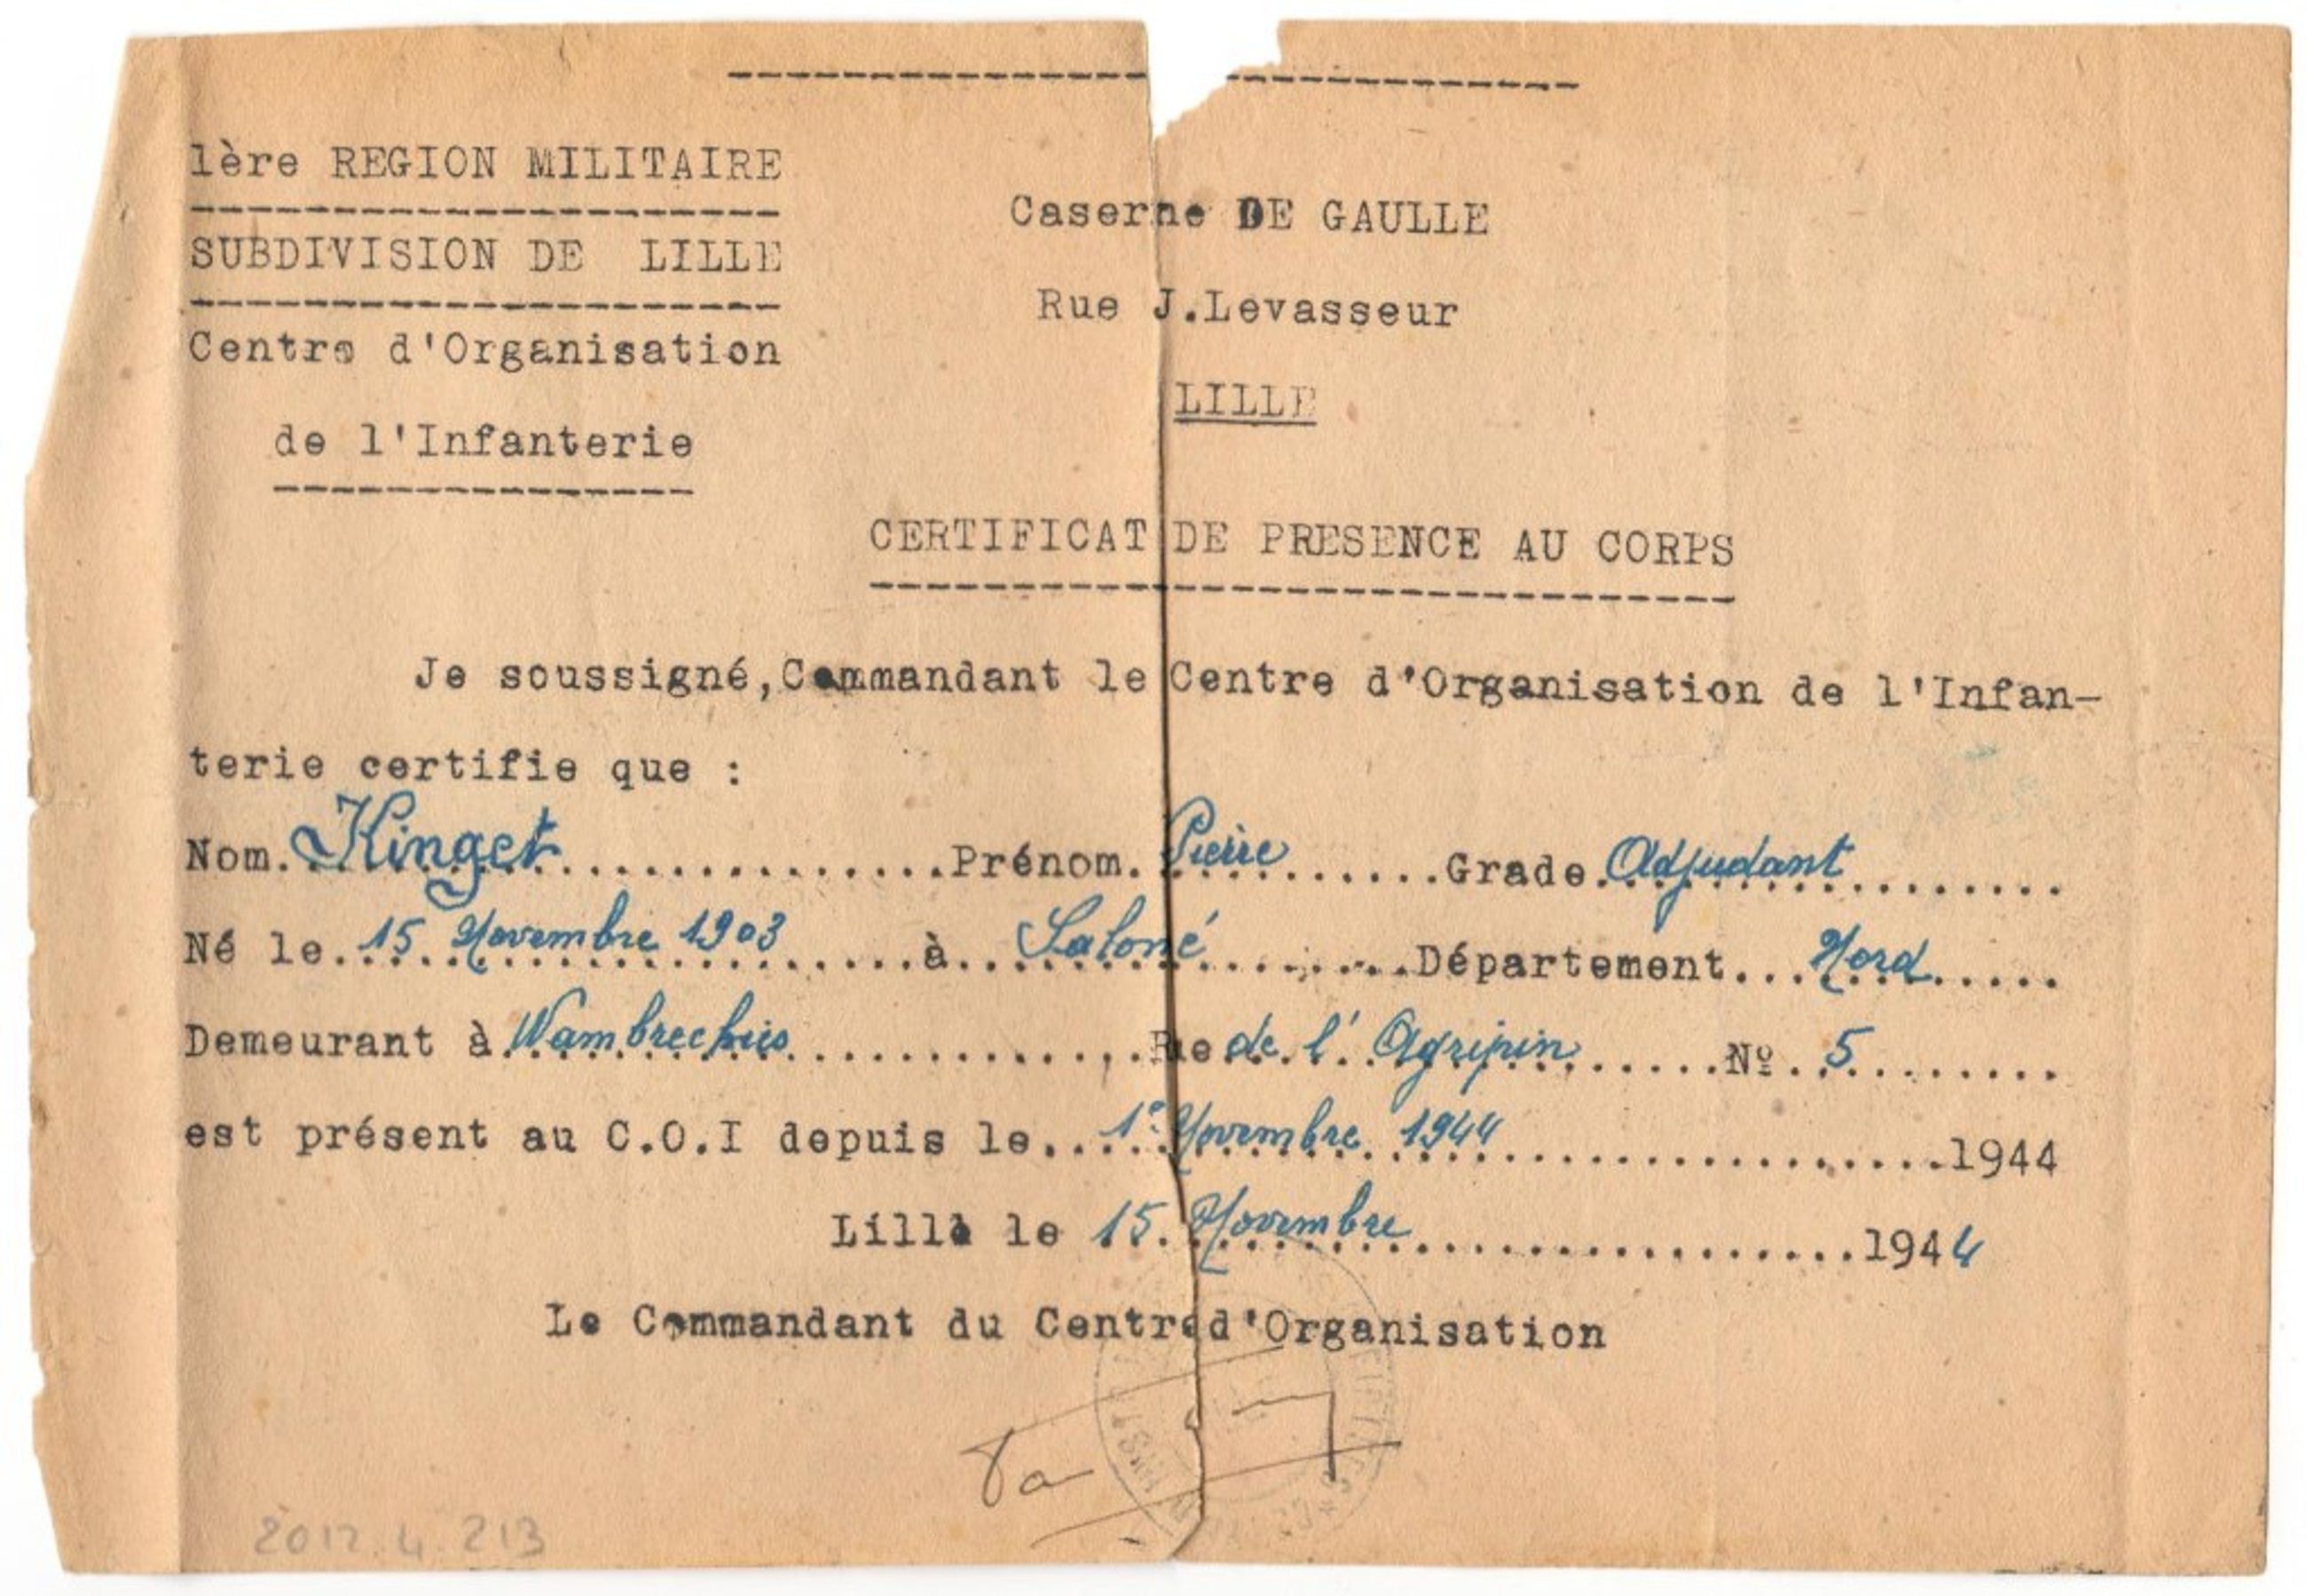 1ère REGION MILITAIRE
SUBDIVISION DE LILLE
Centre d'Organisation
de l'Infanterie
Caserne DE GAULLE
Rue J.Levasseur
LILLE
CERTIFICAT DE PRESENCE AU CORPS
Je soussigné,Commandant le Centre d'Organisation de l'Infan-
terie certifie que :
Nom. Kinget Prénom. Pierre Grade. Adjudant
Né le. 15 Novembre 1903 à Salomé Département... Nord
Demeurant à Wambrechies Rue de l' Agripin Nº. 5
est présent au C.O.I depuis le... 1º Novembre 1944 1944
Lille le 15 Novembre 1944
Le Commandant du Centre d'Organisation
2012.4.213